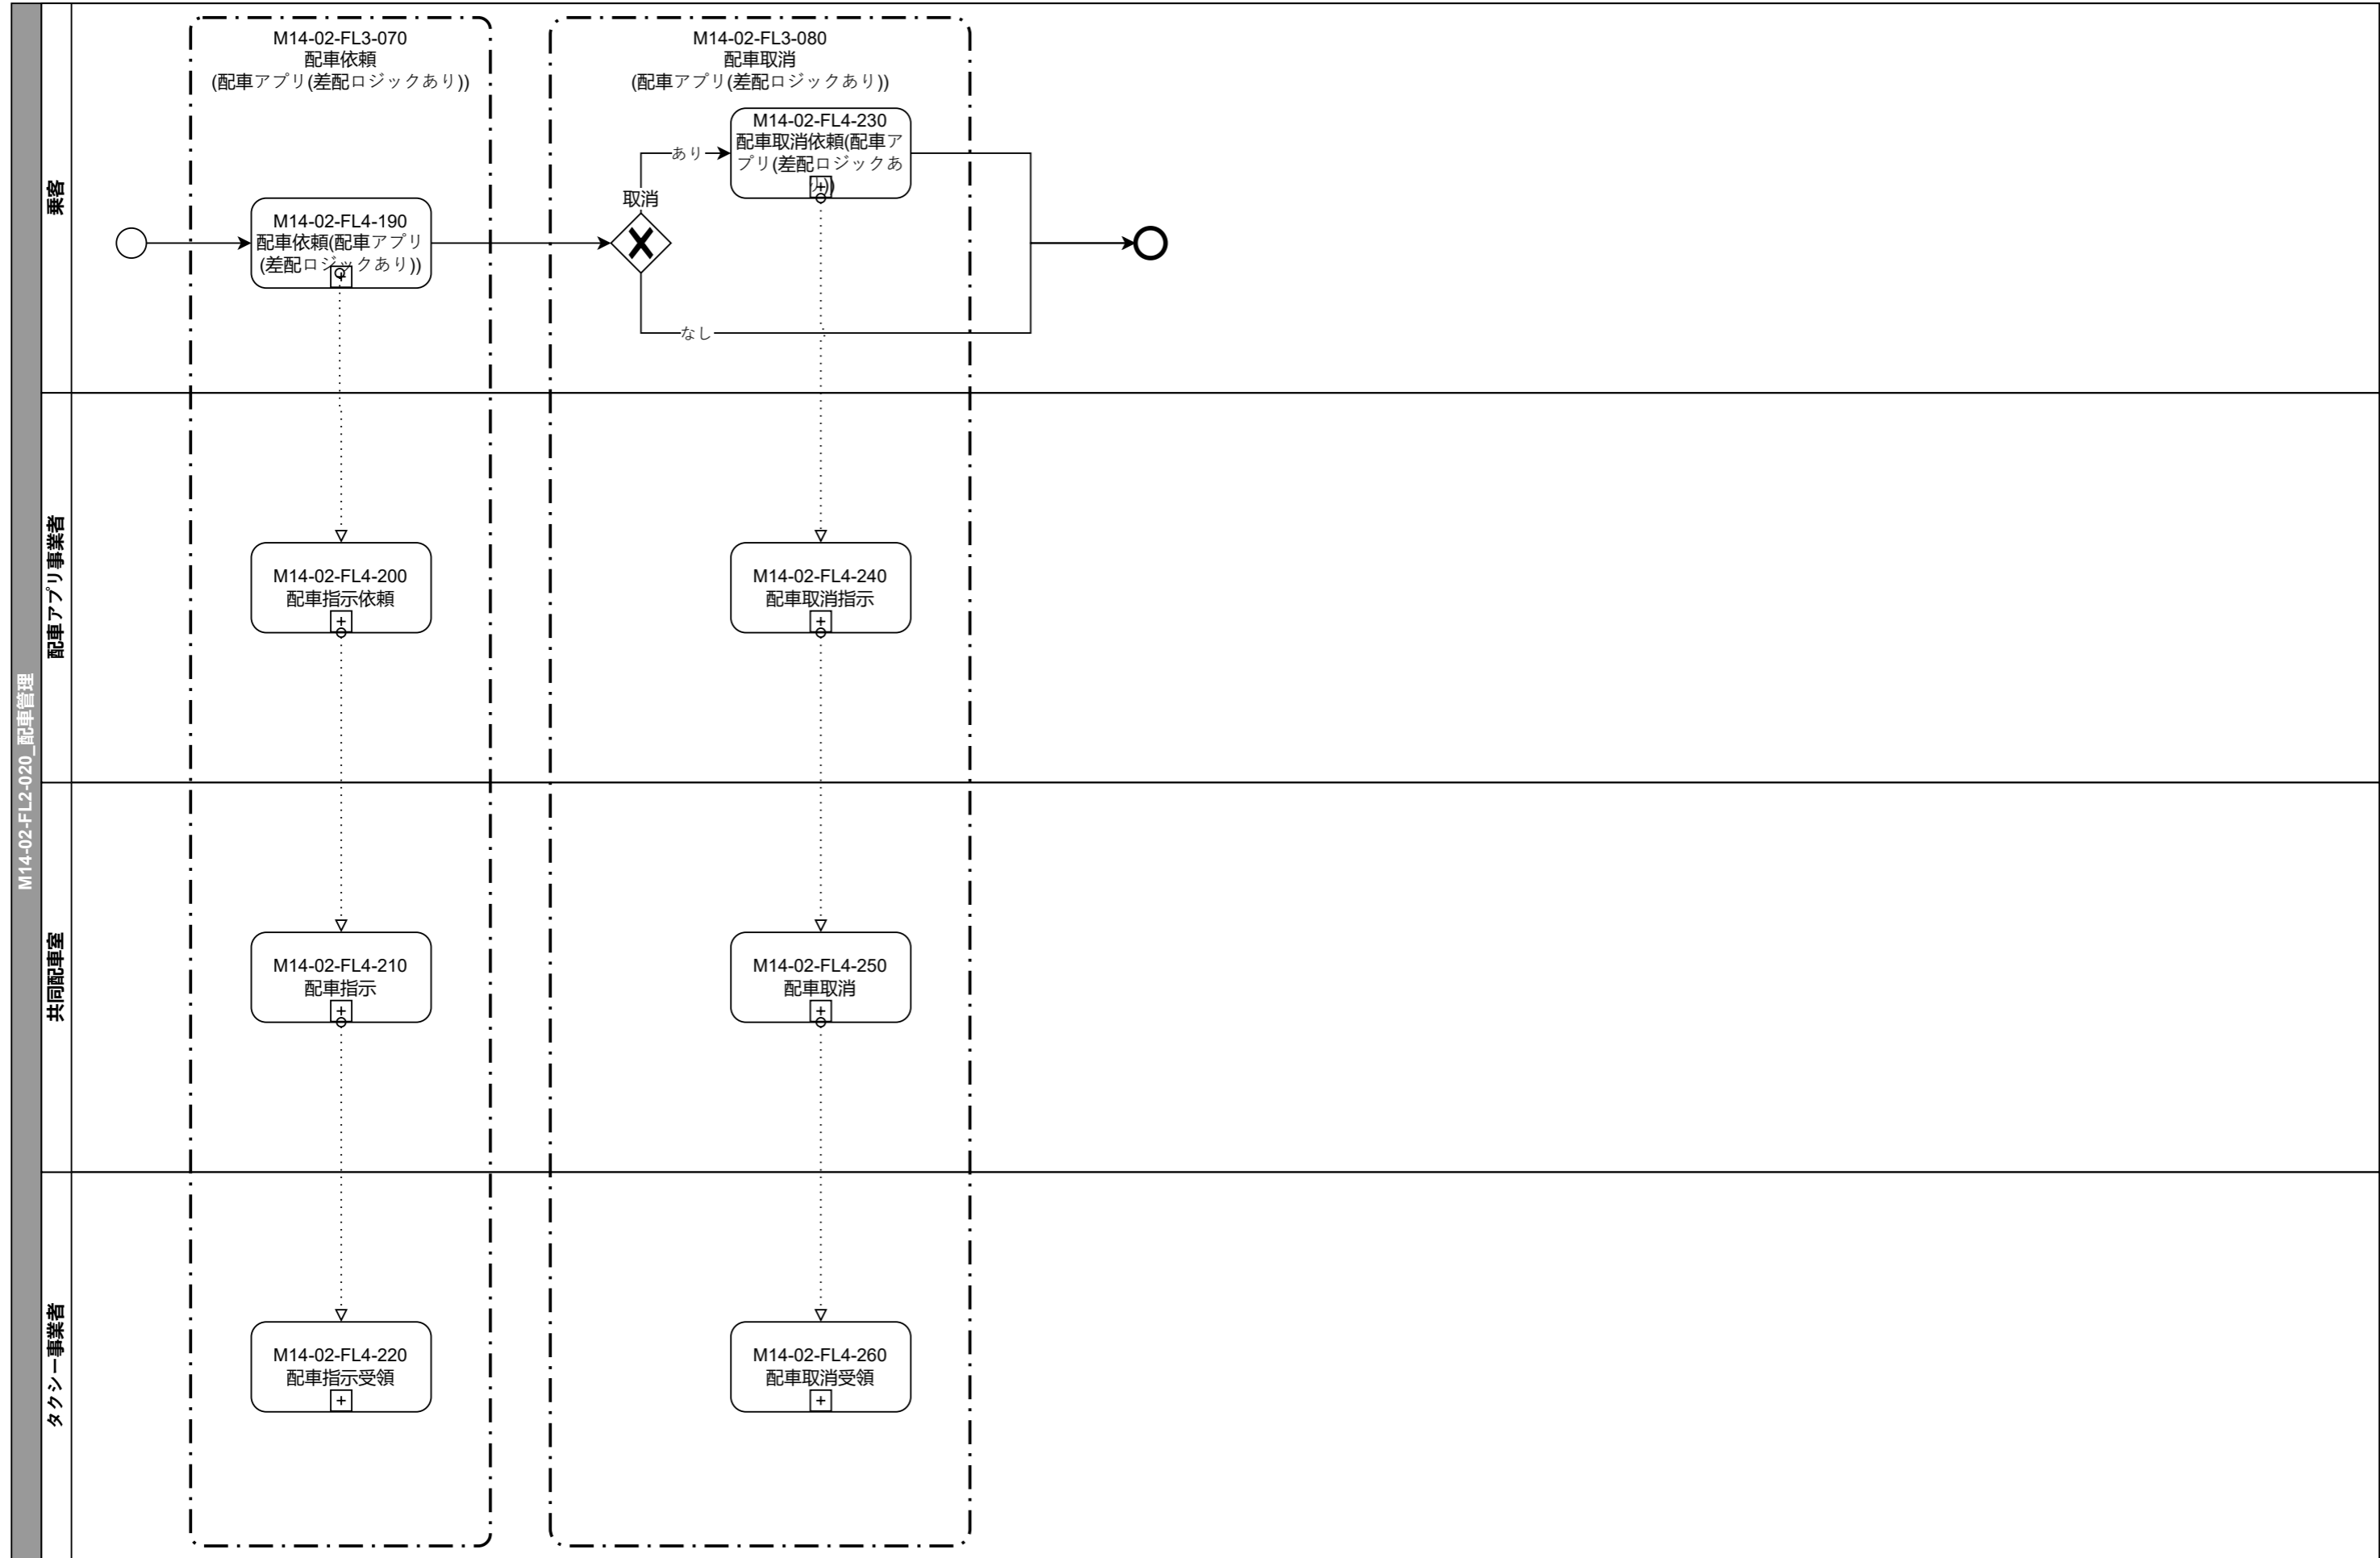 M14-02-FL2-020_配車管理
乗客
M14-02-FL3-070
配車依頼
(配車アプリ(差配ロジックあり))
M14-02-FL3-080
配車取消
(配車アプリ(差配ロジックあり))
M14-02-FL4-190
配車依頼(配車アプリ
(差配ロジックあり))
取消
あり
なし
M14-02-FL4-230
配車取消依頼(配車ア
プリ(差配ロジックあ
り))
配車アプリ事業者
M14-02-FL4-200
配車指示依頼
M14-02-FL4-240
配車取消指示
共同配車室
M14-02-FL4-210
配車指示
M14-02-FL4-250
配車取消
タクシー事業者
M14-02-FL4-220
配車指示受領
M14-02-FL4-260
配車取消受領